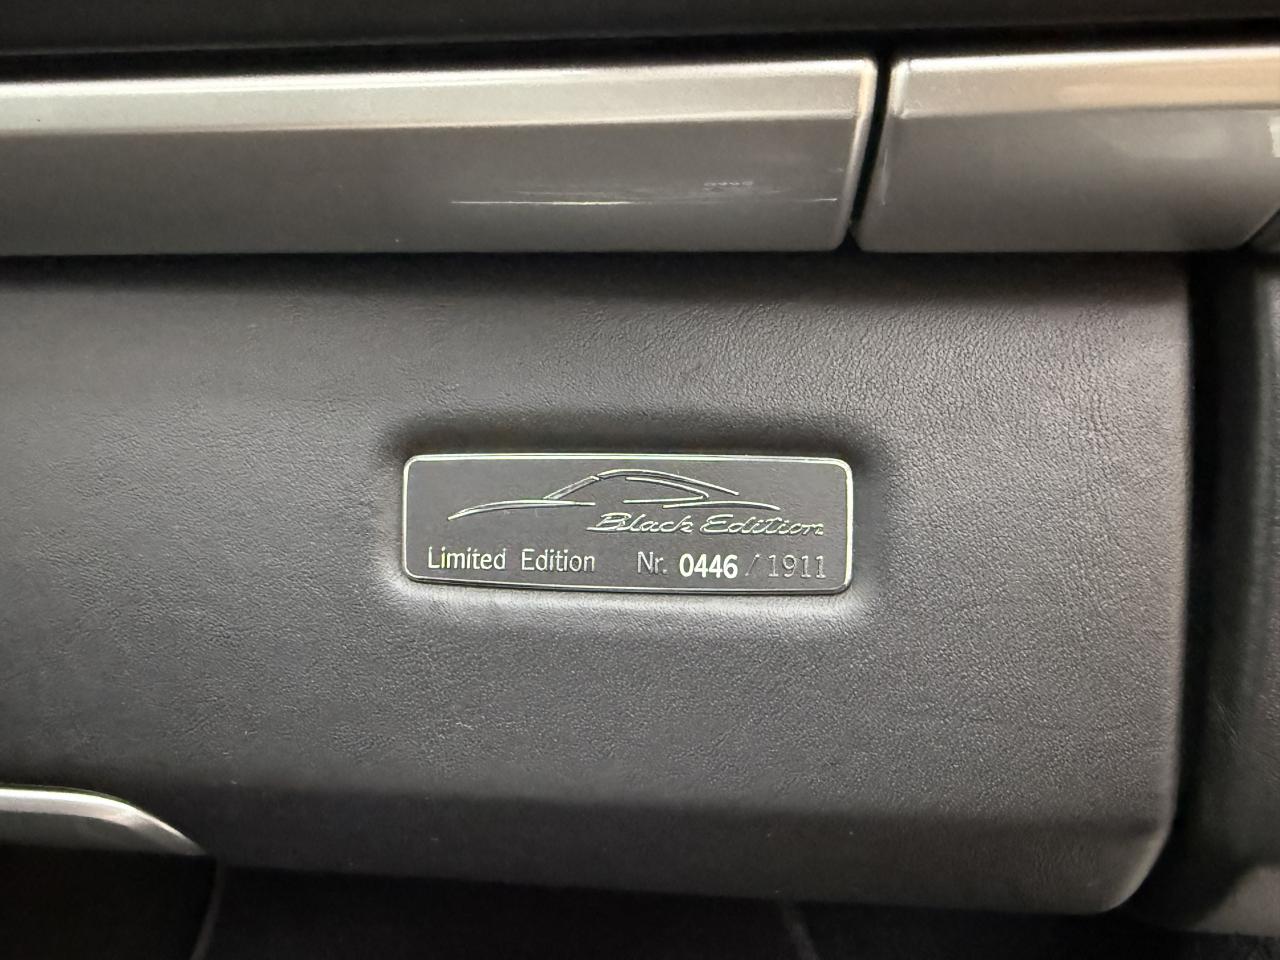 Black Edition
Limited Edition Nr. 0446 / 1911